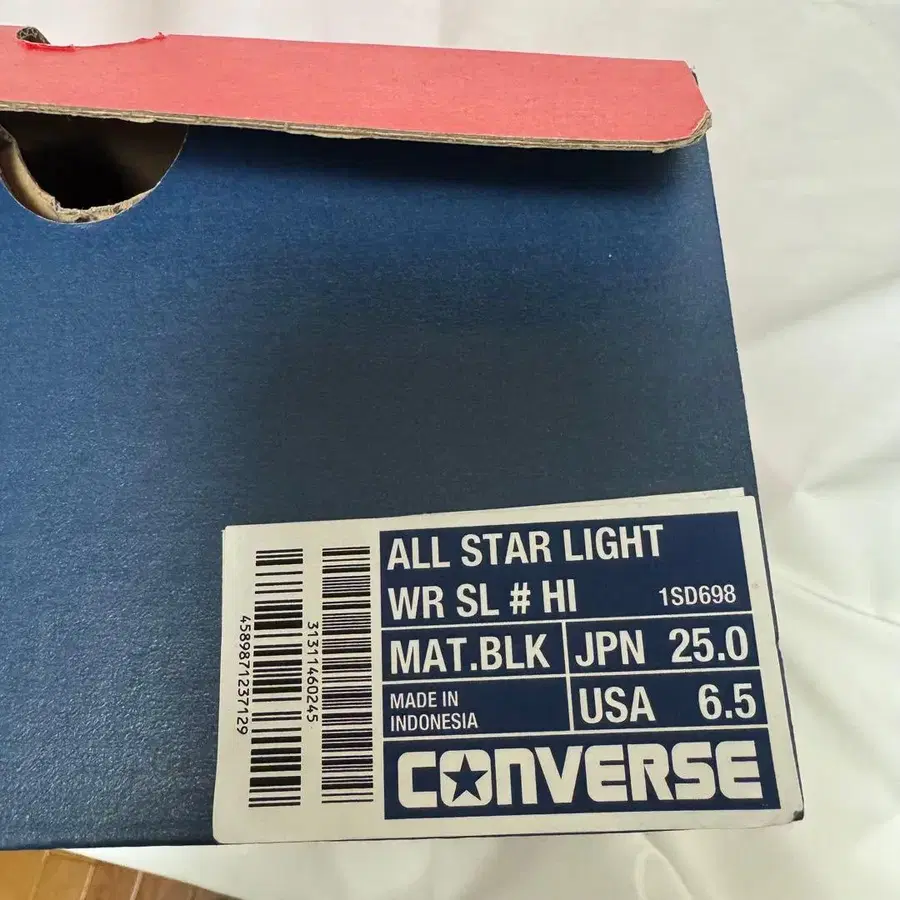 ALL STAR LIGHT
WR SL # HI 1SD698
MAT.BLK JPN 25.0
MADE IN
INDONESIA
USA 6.5
CONVERSE
31311460245
4589871237129